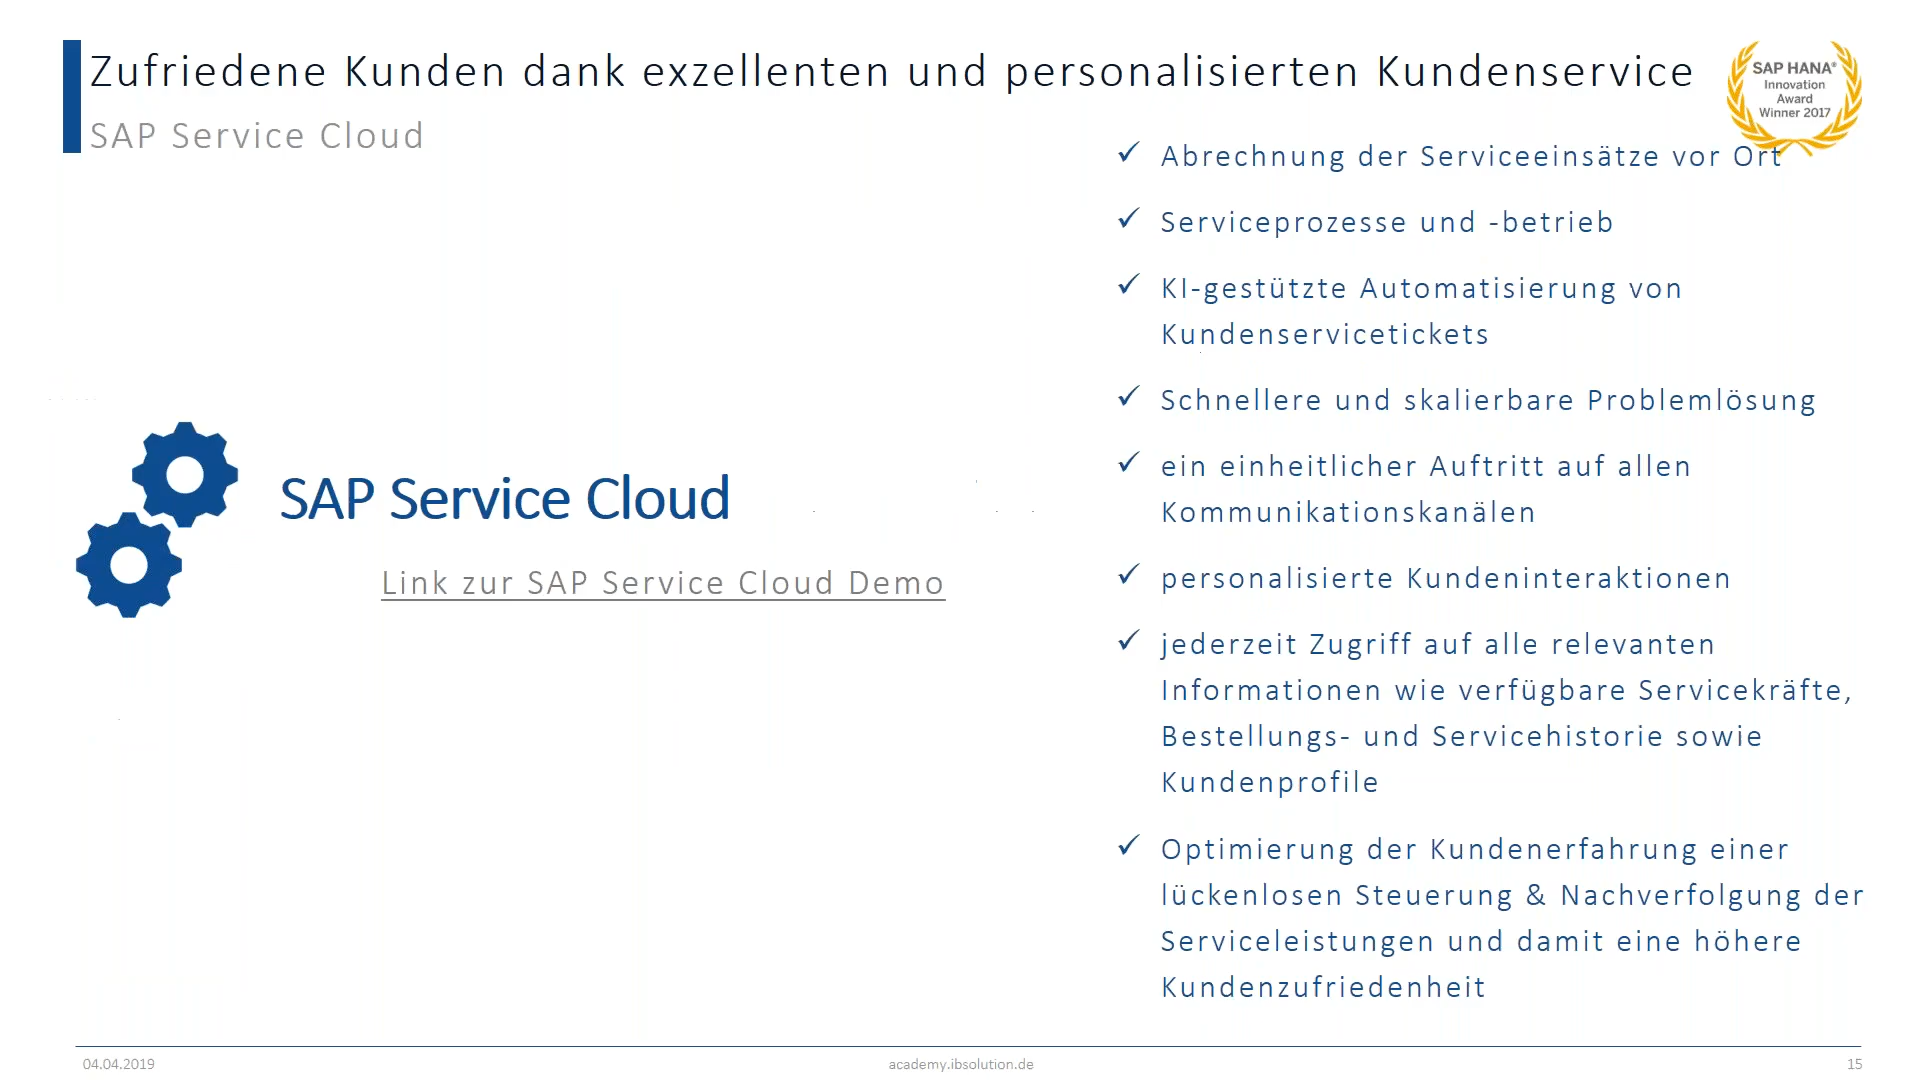 Zufriedene Kunden dank exzellenten und personalisierten Kundenservice
SAP Service Cloud
SAP HANA®
Innovation
Award
Winner 2017
✓ Abrechnung der Serviceeinsätze vor Ort
✓ Serviceprozesse und -betrieb
✓ KI-gestützte Automatisierung von
Kundenservicetickets
✓ Schnellere und skalierbare Problemlösung
✓ ein einheitlicher Auftritt auf allen
Kommunikationskanälen
✓ personalisierte Kundeninteraktionen
✓ jederzeit Zugriff auf alle relevanten
Informationen wie verfügbare Servicekräfte,
Bestellungs- und Servicehistorie sowie
Kundenprofile
✓ Optimierung der Kundenerfahrung einer
lückenlosen Steuerung & Nachverfolgung der
Serviceleistungen und damit eine höhere
Kundenzufriedenheit
SAP Service Cloud
Link zur SAP Service Cloud Demo
04.04.2019
academy.ibsolution.de
15